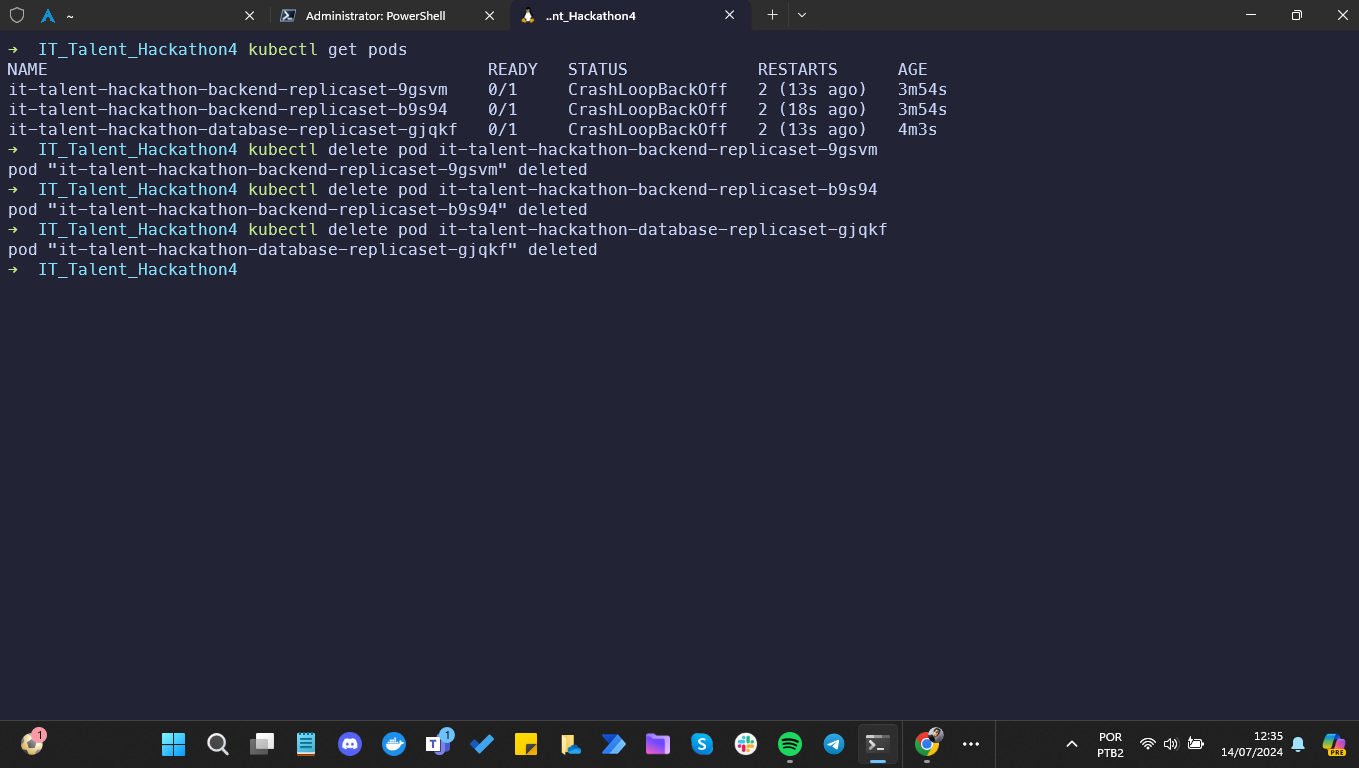 ~
Administrator: PowerShell
..nt_Hackathon4
➜  IT_Talent_Hackathon4 kubectl get pods
NAME                                            READY   STATUS             RESTARTS      AGE
it-talent-hackathon-backend-replicaset-9gsvm    0/1     CrashLoopBackOff   2 (13s ago)   3m54s
it-talent-hackathon-backend-replicaset-b9s94    0/1     CrashLoopBackOff   2 (18s ago)   3m54s
it-talent-hackathon-database-replicaset-gjqkf   0/1     CrashLoopBackOff   2 (13s ago)   4m3s
➜  IT_Talent_Hackathon4 kubectl delete pod it-talent-hackathon-backend-replicaset-9gsvm
pod "it-talent-hackathon-backend-replicaset-9gsvm" deleted
➜  IT_Talent_Hackathon4 kubectl delete pod it-talent-hackathon-backend-replicaset-b9s94
pod "it-talent-hackathon-backend-replicaset-b9s94" deleted
➜  IT_Talent_Hackathon4 kubectl delete pod it-talent-hackathon-database-replicaset-gjqkf
pod "it-talent-hackathon-database-replicaset-gjqkf" deleted
➜  IT_Talent_Hackathon4
1
T
1
S
POR
PTB2
12:35
14/07/2024
PRE